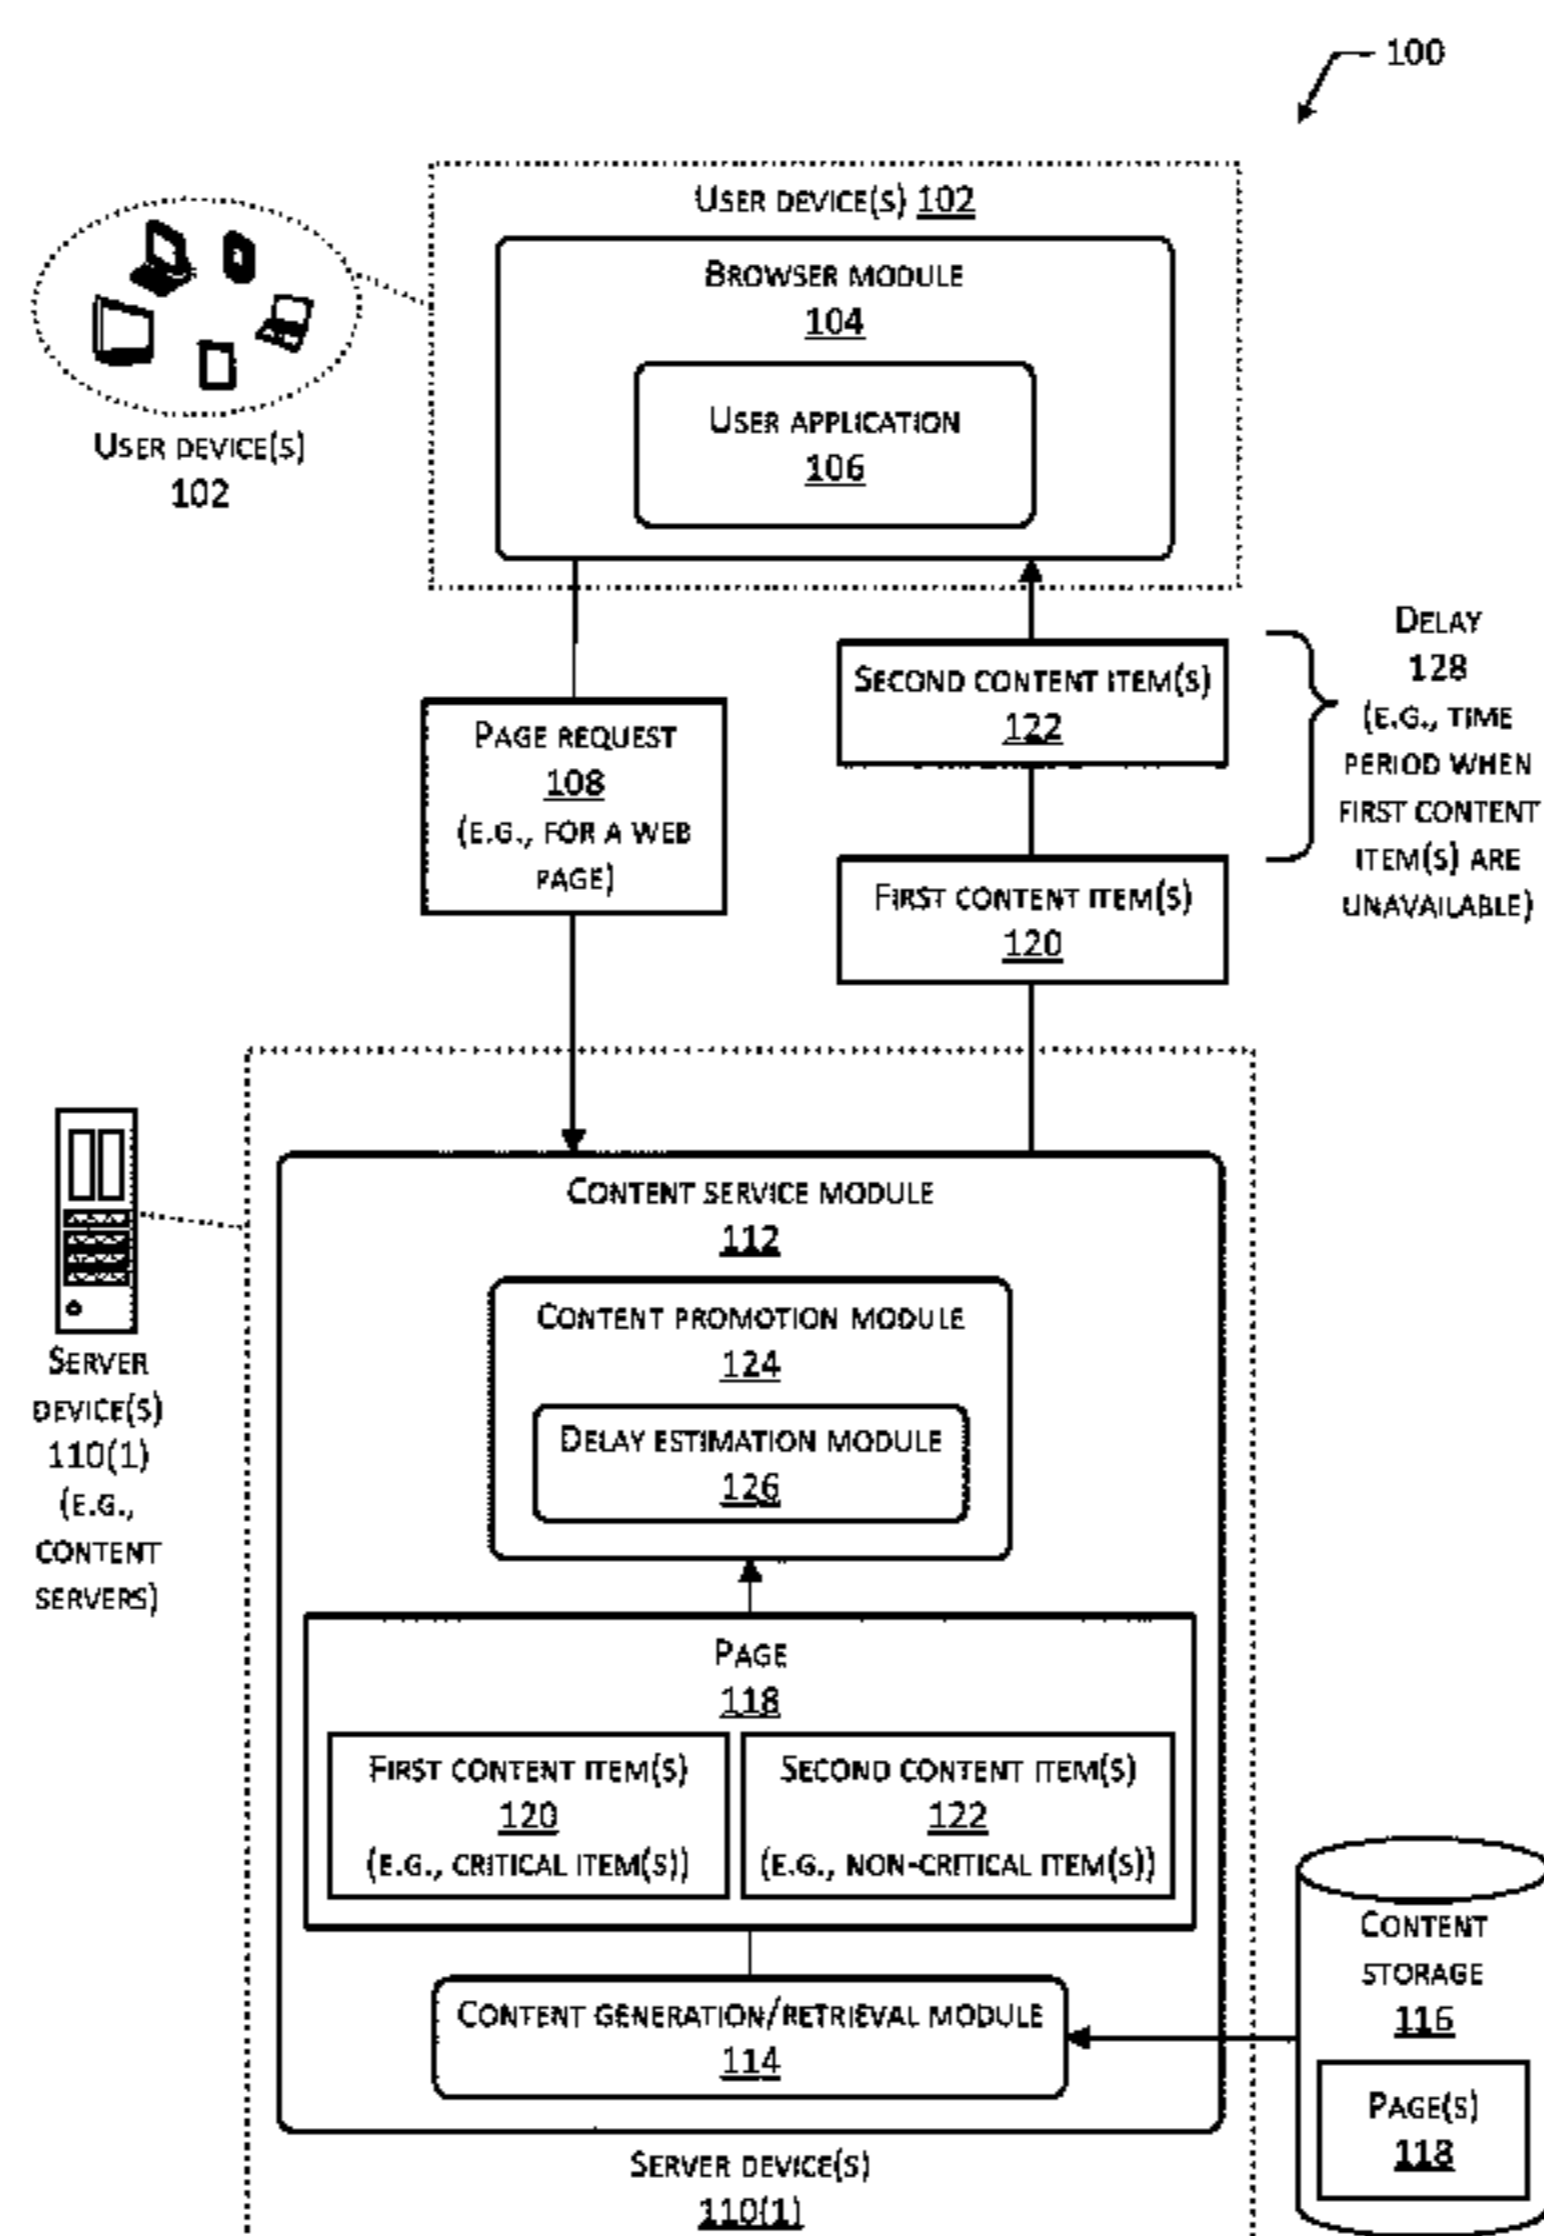 100
USER DEVICE(S) 102
BROWSER MODULE
104
USER APPLICATION
106
USER DEVICE(S)
102
PAGE REQUEST
108
(E.G., FOR A WEB
PAGE)
SECOND CONTENT ITEM(S)
122
FIRST CONTENT ITEM(S)
120
DELAY
128
(E.G., TIME
PERIOD WHEN
FIRST CONTENT
ITEM(S) ARE
UNAVAILABLE)
SERVER
DEVICE(S)
110(1)
(E.G.,
CONTENT
SERVERS)
CONTENT SERVICE MODULE
112
CONTENT PROMOTION MODULE
124
DELAY ESTIMATION MODULE
126
PAGE
118
FIRST CONTENT ITEM(S)
120
(E.G., CRITICAL ITEM(S))
SECOND CONTENT ITEM(S)
122
(E.G., NON-CRITICAL ITEM(S))
CONTENT GENERATION/RETRIEVAL MODULE
114
CONTENT
STORAGE
116
PAGE(S)
118
SERVER DEVICE(S)
110(1)